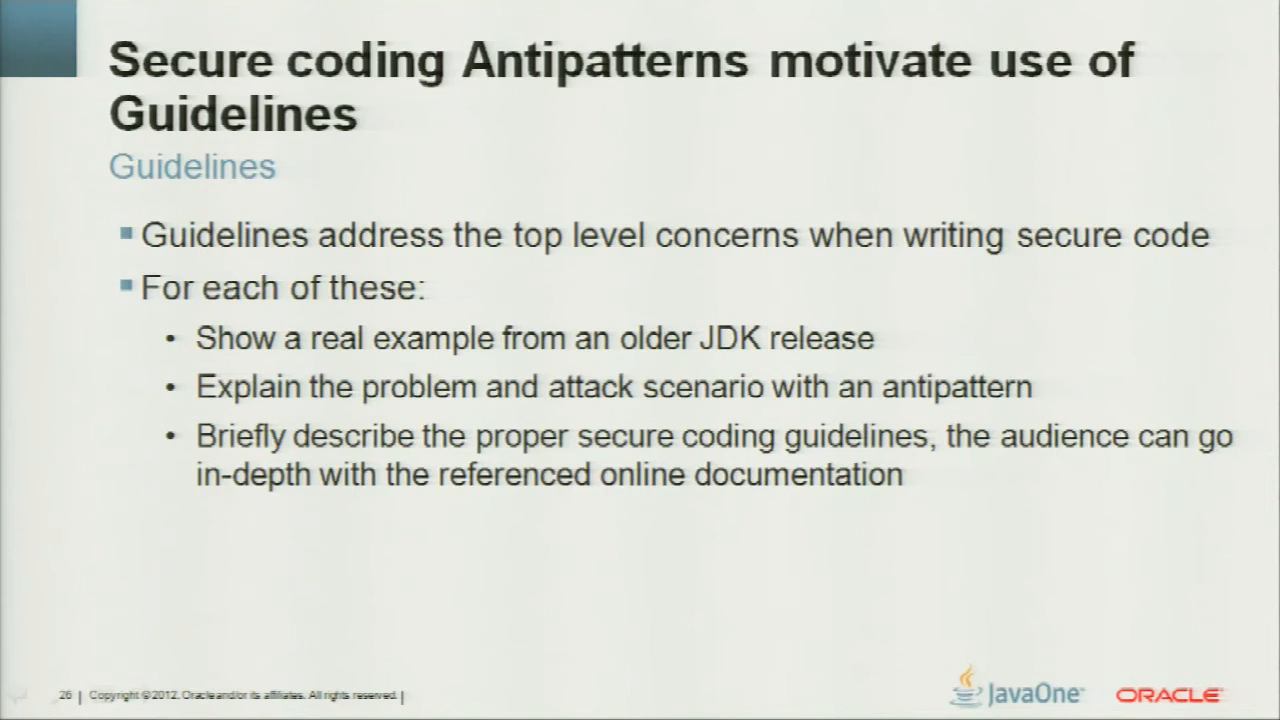 Secure coding Antipatterns motivate use of
Guidelines
Guidelines
Guidelines address the top level concerns when writing secure code
For each of these:
• Show a real example from an older JDK release
• Explain the problem and attack scenario with an antipattern
• Briefly describe the proper secure coding guidelines, the audience can go
in-depth with the referenced online documentation
26 | Copyright © 2012, Oracle and/or its affiliates. All rights reserved. |
JavaOne™
ORACLE